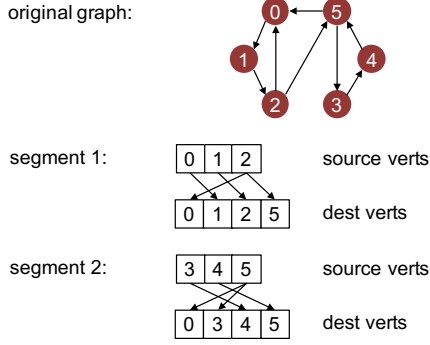 original graph:
0 5
1 4
2 3
segment 1: 0 1 2 source verts
0 1 2 5 dest verts
segment 2: 3 4 5 source verts
0 3 4 5 dest verts